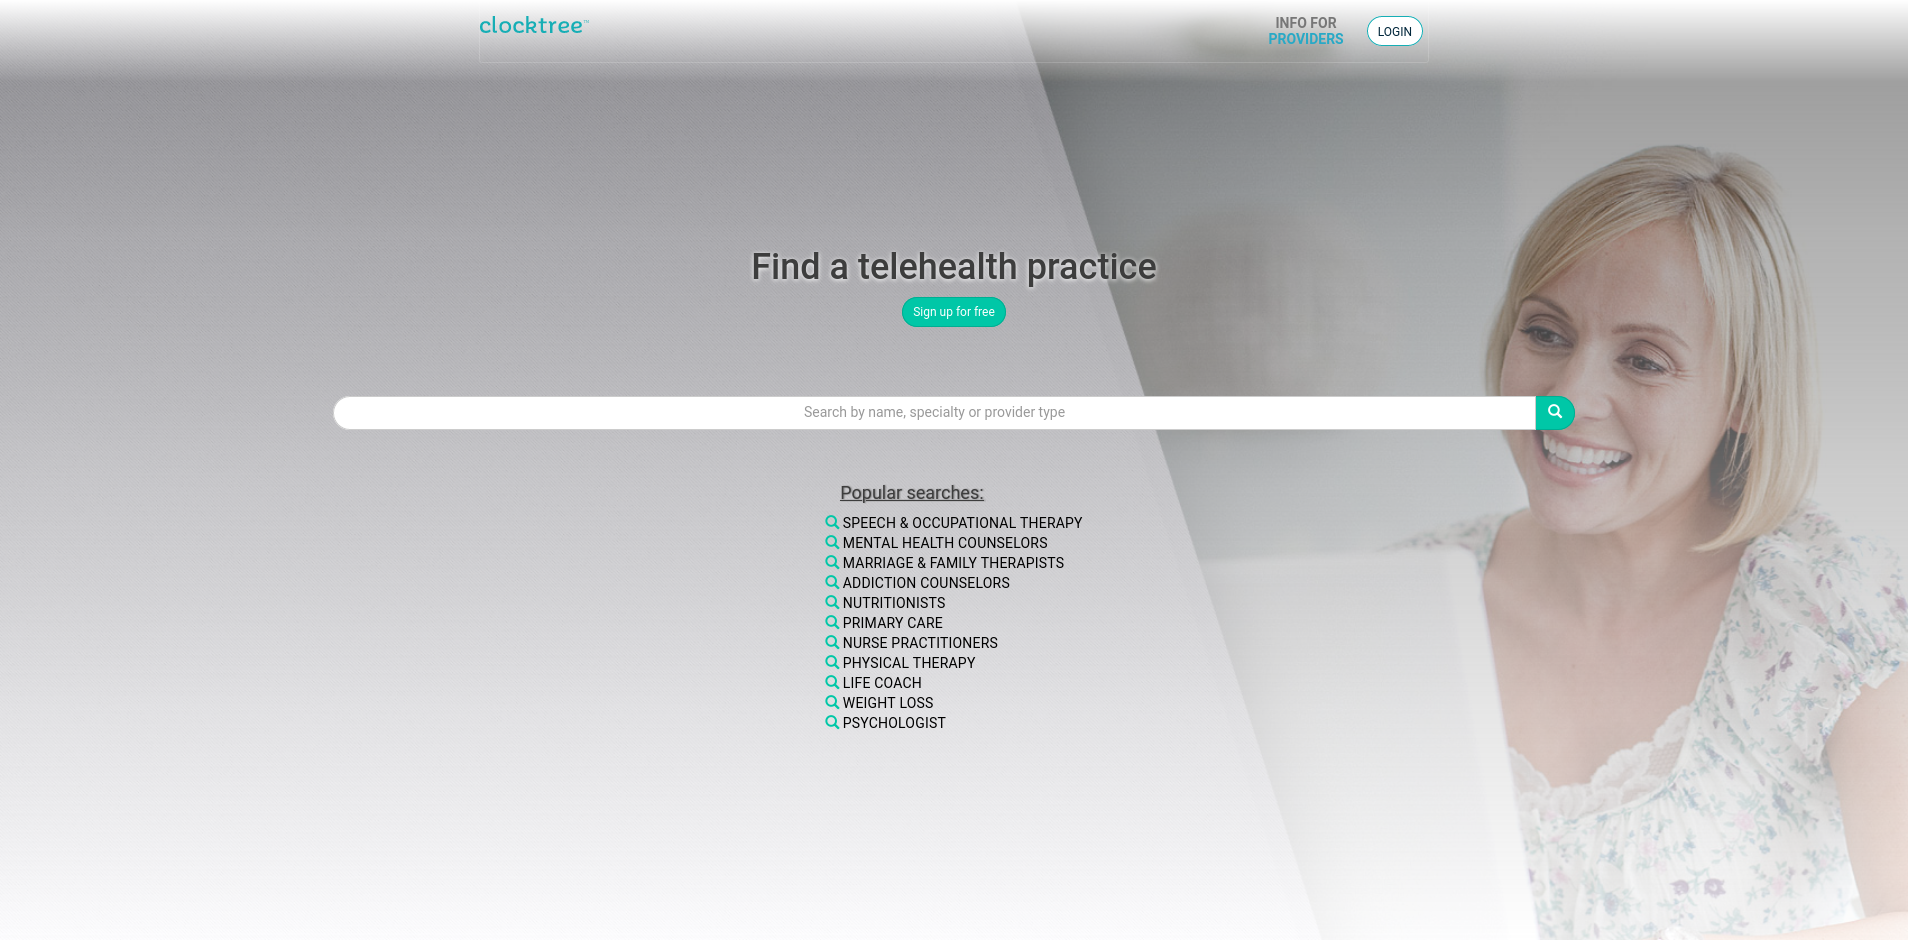 clocktree™
INFO FOR
PROVIDERS
LOGIN
Find a telehealth practice
Sign up for free
Search by name, specialty or provider type
Popular searches:
SPEECH & OCCUPATIONAL THERAPY
MENTAL HEALTH COUNSELORS
MARRIAGE & FAMILY THERAPISTS
ADDICTION COUNSELORS
NUTRITIONISTS
PRIMARY CARE
NURSE PRACTITIONERS
PHYSICAL THERAPY
LIFE COACH
WEIGHT LOSS
PSYCHOLOGIST